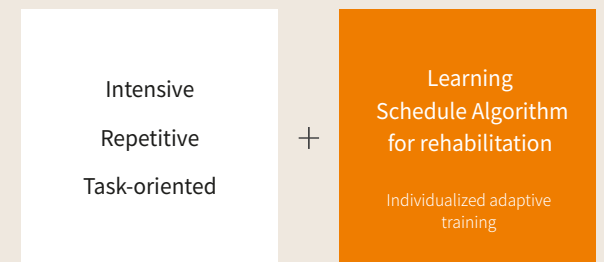 Intensive
Repetitive
Task-oriented
+
Learning
Schedule Algorithm
for rehabilitation
Individualized adaptive
training